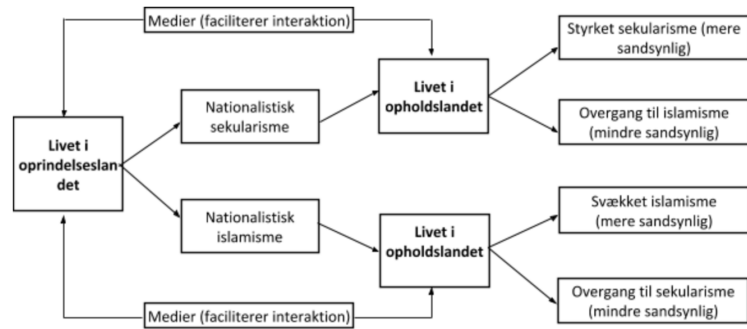 Medier (faciliterer interaktion)
Styrket sekularisme (mere
sandsynlig)
Livet i
opholdslandet
Nationalistisk
sekularisme
Overgang til islamisme
(mindre sandsynlig)
Livet i
oprindelseslan
det
Nationalistisk
islamisme
Livet i
opholdslandet
Svækket islamisme
(mere sandsynlig)
Overgang til sekularisme
(mindre sandsynlig)
Medier (faciliterer interaktion)